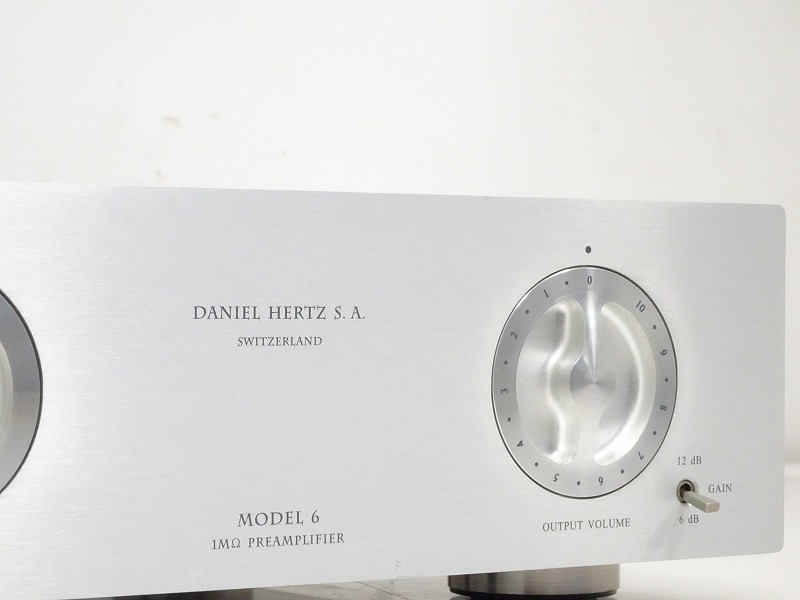 DANIEL HERTZ S. A.
SWITZERLAND
MODEL 6
1MΩ PREAMPLIFIER
0
1
2
3
4
5
6
7
8
9
10
OUTPUT VOLUME
12 dB
GAIN
6 dB